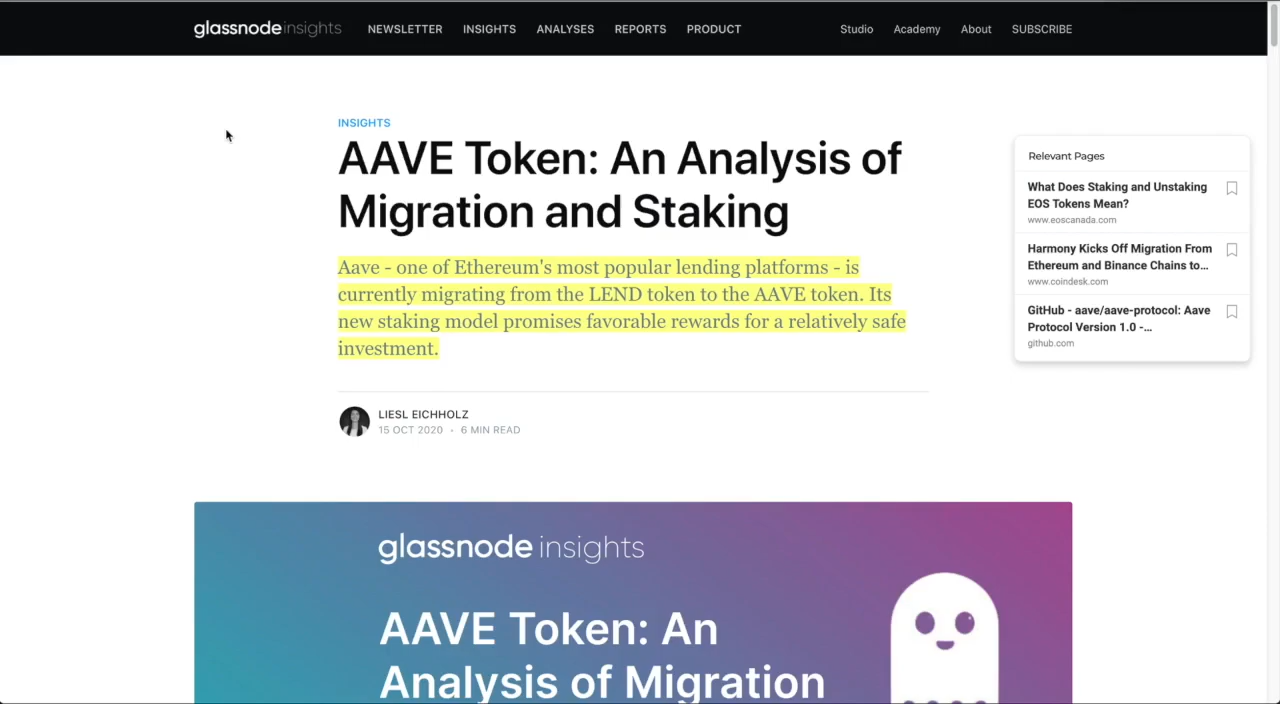 glassnode insights NEWSLETTER INSIGHTS ANALYSES REPORTS PRODUCT Studio Academy About SUBSCRIBE
INSIGHTS
AAVE Token: An Analysis of
Migration and Staking
Aave - one of Ethereum's most popular lending platforms - is
currently migrating from the LEND token to the AAVE token. Its
new staking model promises favorable rewards for a relatively safe
investment.
LIESL EICHHOLZ
15 OCT 2020 • 6 MIN READ
Relevant Pages
What Does Staking and Unstaking
EOS Tokens Mean?
www.eoscanada.com
Harmony Kicks Off Migration From
Ethereum and Binance Chains to...
www.coindesk.com
GitHub - aave/aave-protocol: Aave
Protocol Version 1.0 -...
github.com
glassnode insights
AAVE Token: An
Analysis of Migration